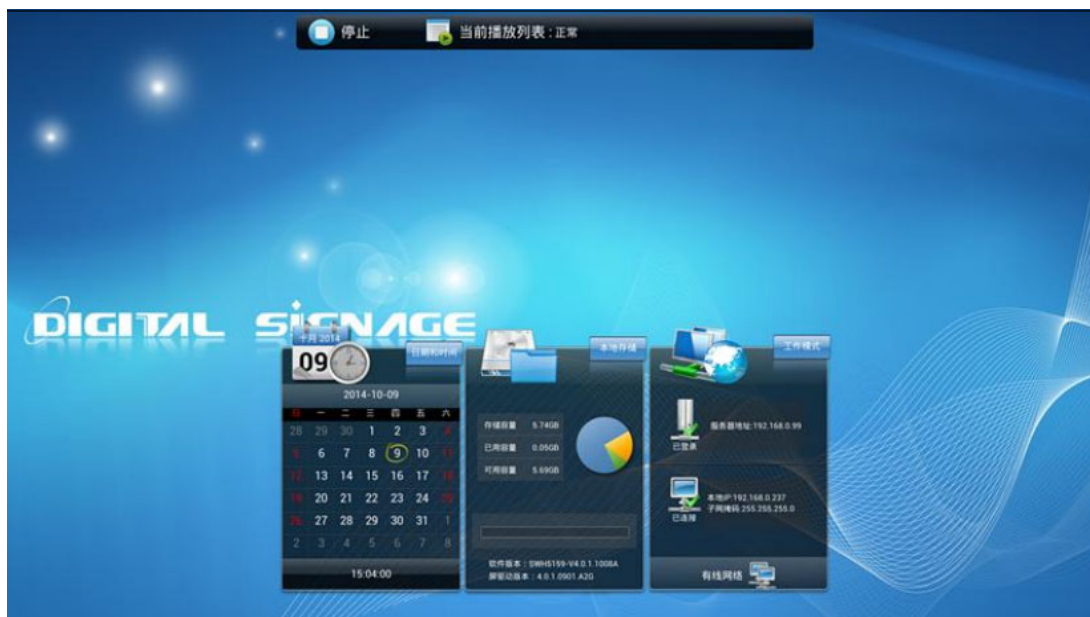 停止
当前播放列表 : 正常
DIGITAL SIGNAGE
十月 2014
09
日期和时间
2014-10-09
日 一 二 三 四 五 六
28 29 30 1 2 3 4
5 6 7 8 9 10 11
12 13 14 15 16 17 18
19 20 21 22 23 24 25
26 27 28 29 30 31 1
2 3 4 5 6 7 8
15:04:00
本地存储
存储容量 5.74GB
已用容量 0.05GB
可用容量 5.69GB
软件版本 : SWH5169-V4.0.1.1008A
屏驱动版本 : 4.0.1.0901.A2G
工作模式
服务器地址:192.168.0.99
已登录
本地IP:192.168.0.237
子网掩码:255.255.255.0
已连接
有线网络